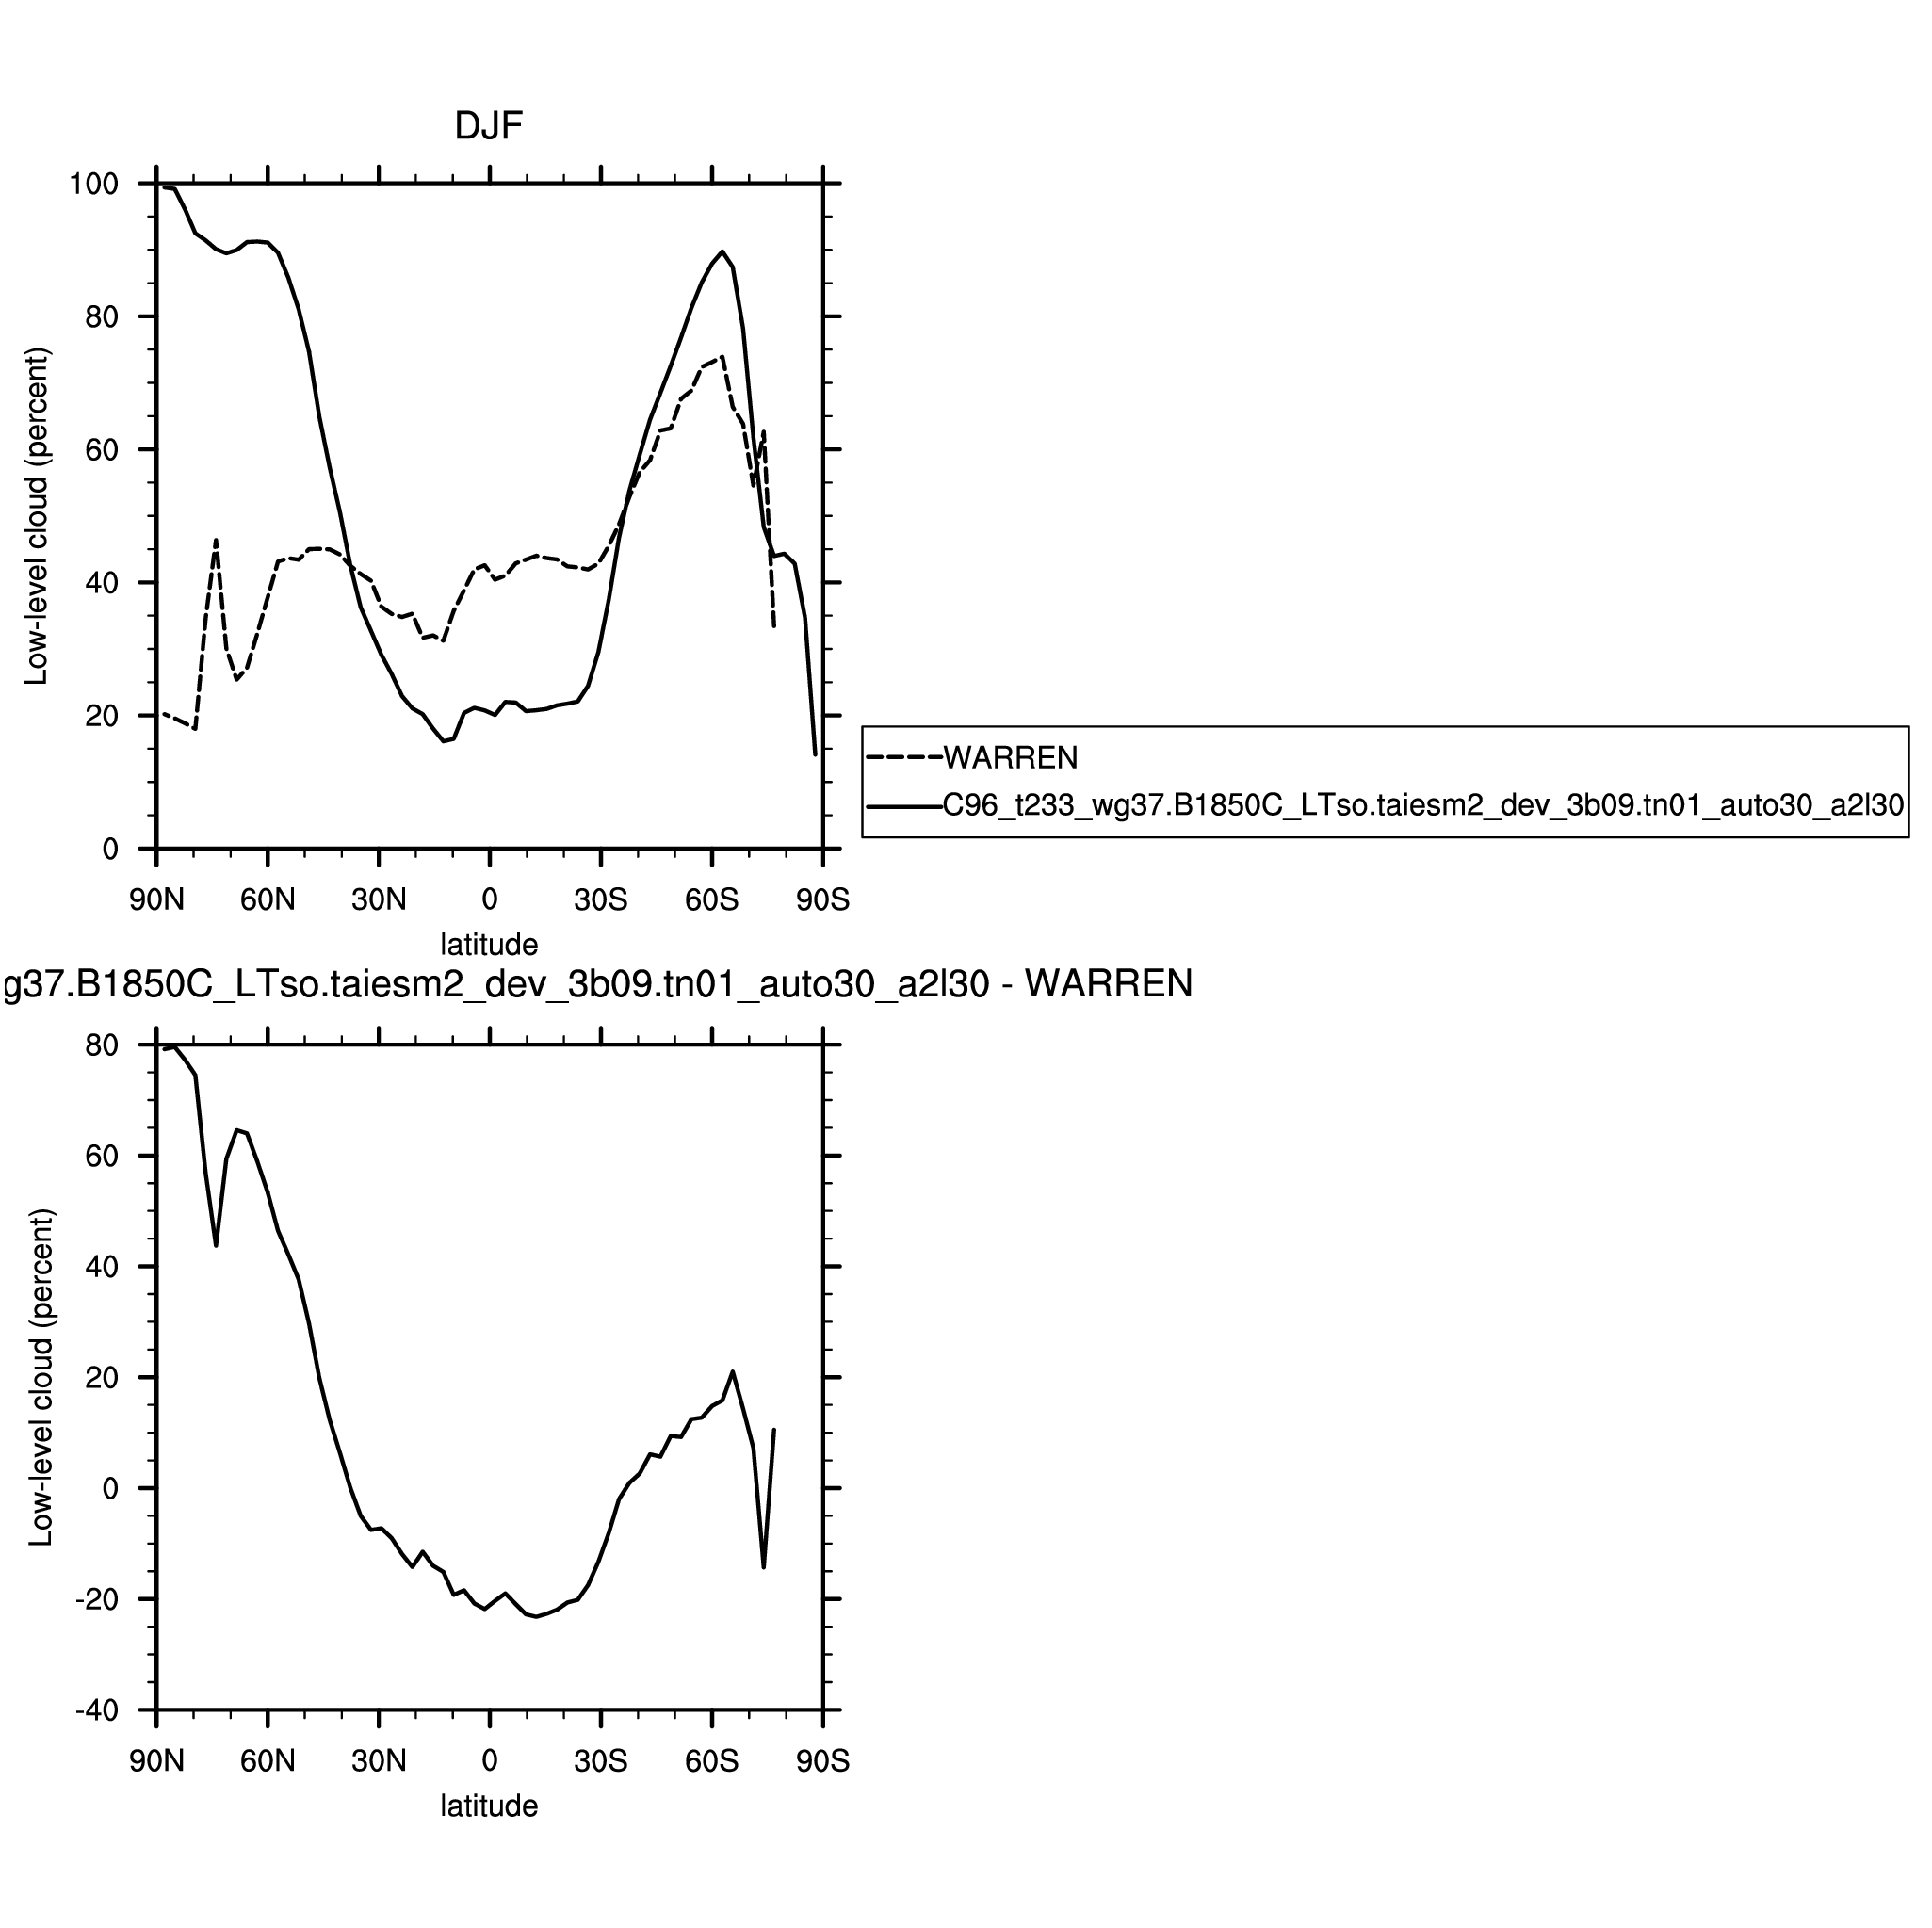 DJF
100
80
60
40
20
0
Low-level cloud (percent)
90N 60N 30N 0 30S 60S 90S
latitude
WARREN
C96_t233_wg37.B1850C_LTso.taiesm2_dev_3b09.tn01_auto30_a2l30
g37.B1850C_LTso.taiesm2_dev_3b09.tn01_auto30_a2l30 - WARREN
80
60
40
20
0
-20
-40
Low-level cloud (percent)
90N 60N 30N 0 30S 60S 90S
latitude